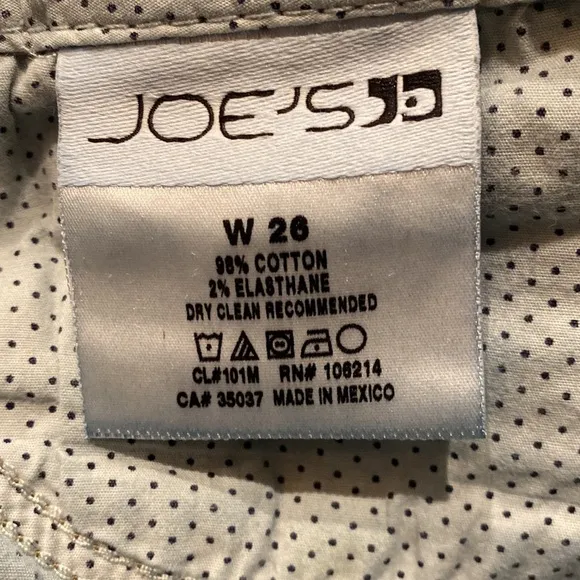 JOE'S
W 26
98% COTTON
2% ELASTHANE
DRY CLEAN RECOMMENDED
CL#101M RN# 106214
CA# 35037 MADE IN MEXICO